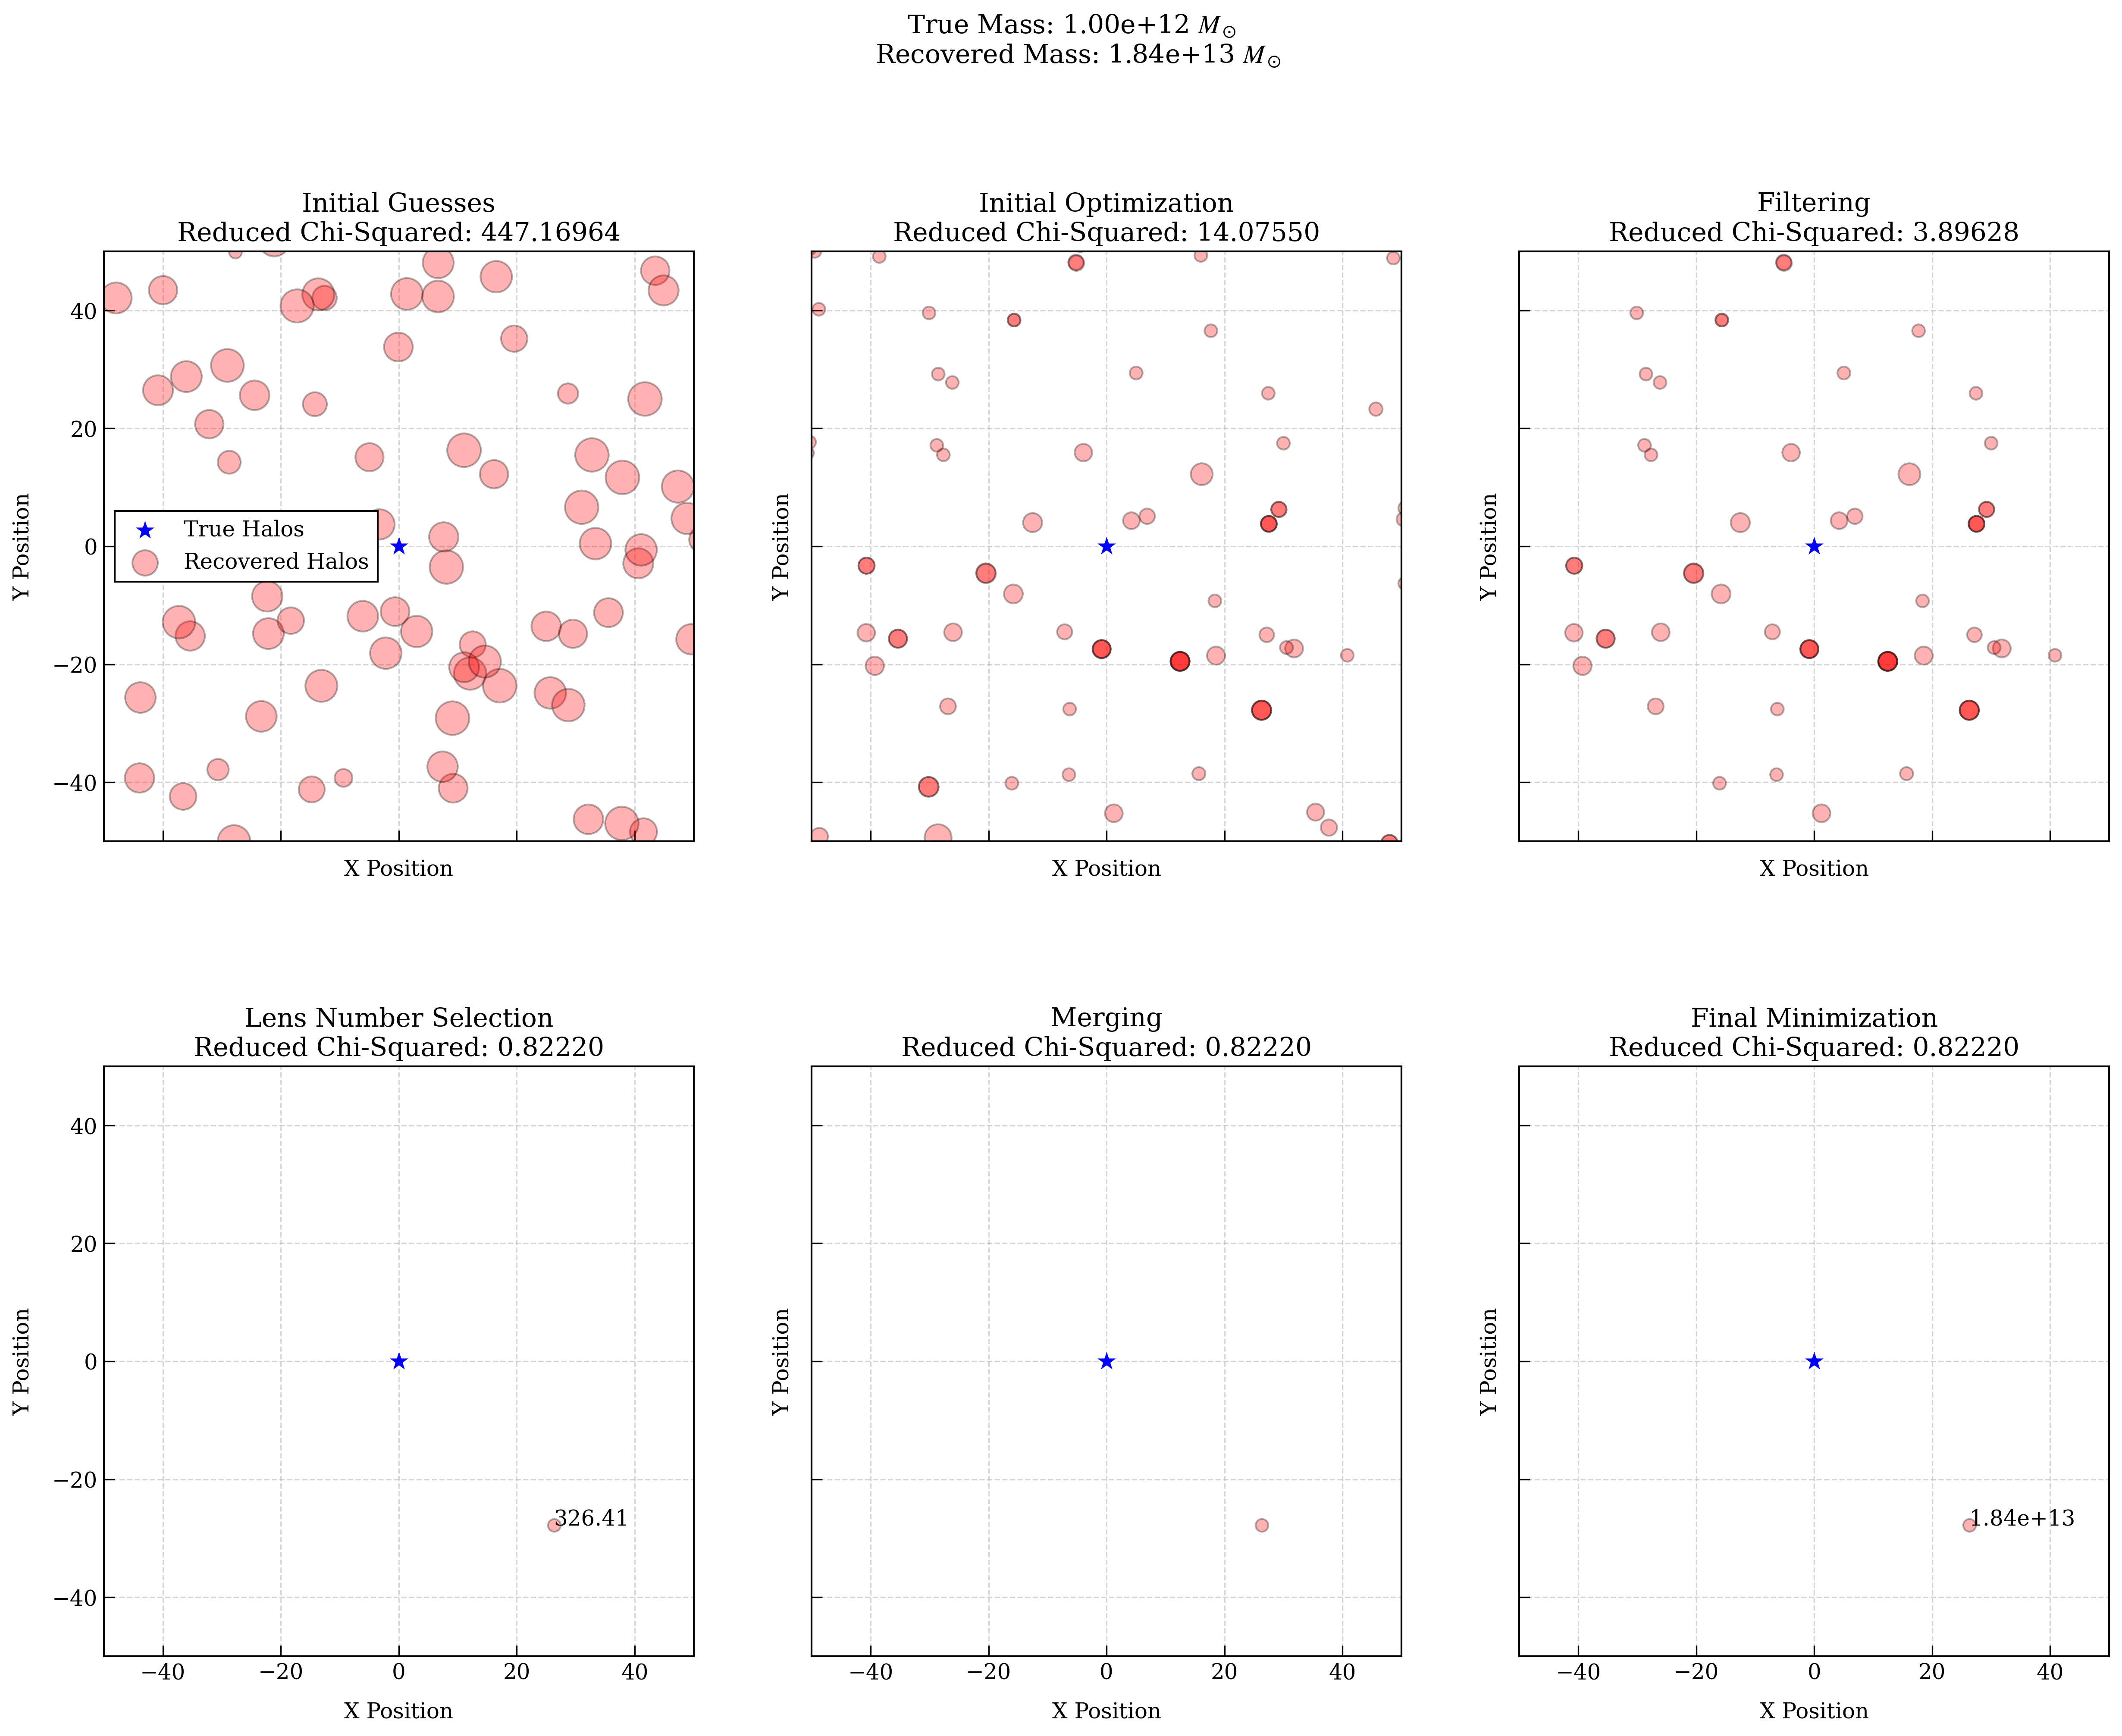 True Mass: 1.00e+12 M⊙
Recovered Mass: 1.84e+13 M⊙
Initial Guesses
Reduced Chi-Squared: 447.16964
Initial Optimization
Reduced Chi-Squared: 14.07550
Filtering
Reduced Chi-Squared: 3.89628
Y Position
40
20
0
−20
−40
True Halos
Recovered Halos
X Position
Y Position
X Position
Y Position
X Position
Lens Number Selection
Reduced Chi-Squared: 0.82220
Merging
Reduced Chi-Squared: 0.82220
Final Minimization
Reduced Chi-Squared: 0.82220
Y Position
40
20
0
−20
−40
326.41
−40 −20 0 20 40
X Position
Y Position
−40 −20 0 20 40
X Position
Y Position
1.84e+13
−40 −20 0 20 40
X Position